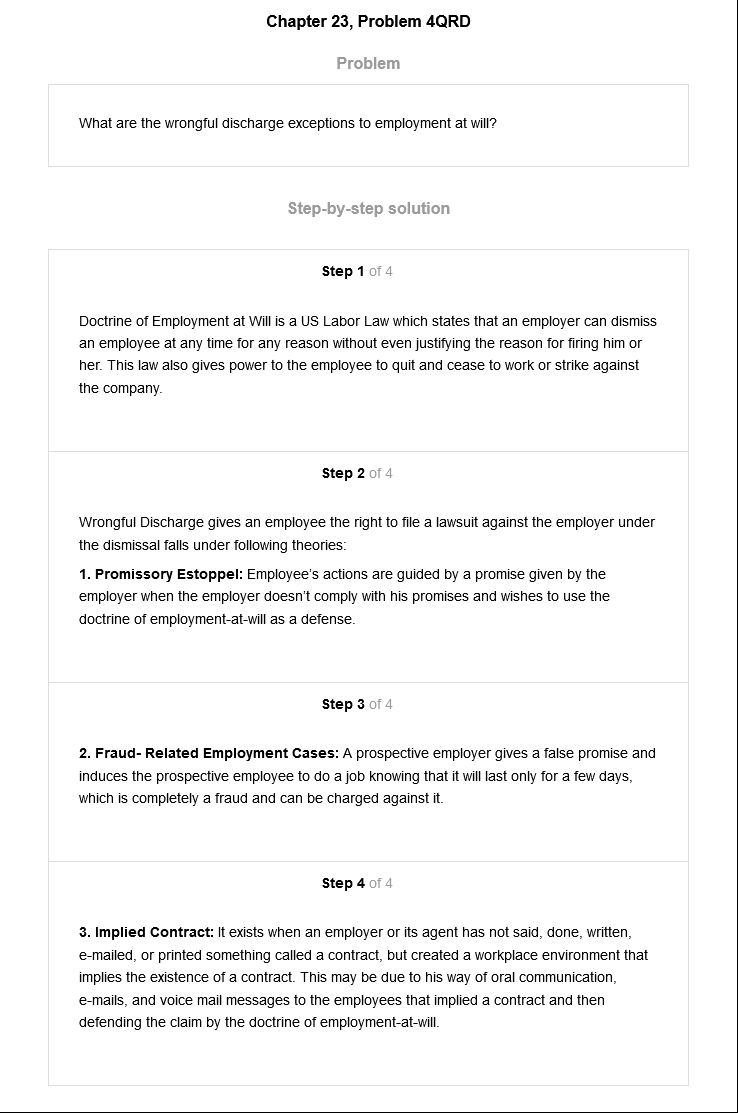 Chapter 23, Problem 4QRD
Problem
What are the wrongful discharge exceptions to employment at will?
Step-by-step solution
Step 1 of 4
Doctrine of Employment at Will is a US Labor Law which states that an employer can dismiss
an employee at any time for any reason without even justifying the reason for firing him or
her. This law also gives power to the employee to quit and cease to work or strike against
the company.
Step 2 of 4
Wrongful Discharge gives an employee the right to file a lawsuit against the employer under
the dismissal falls under following theories:
1. Promissory Estoppel: Employee’s actions are guided by a promise given by the
employer when the employer doesn’t comply with his promises and wishes to use the
doctrine of employment-at-will as a defense.
Step 3 of 4
2. Fraud- Related Employment Cases: A prospective employer gives a false promise and
induces the prospective employee to do a job knowing that it will last only for a few days,
which is completely a fraud and can be charged against it.
Step 4 of 4
3. Implied Contract: It exists when an employer or its agent has not said, done, written,
e-mailed, or printed something called a contract, but created a workplace environment that
implies the existence of a contract. This may be due to his way of oral communication,
e-mails, and voice mail messages to the employees that implied a contract and then
defending the claim by the doctrine of employment-at-will.